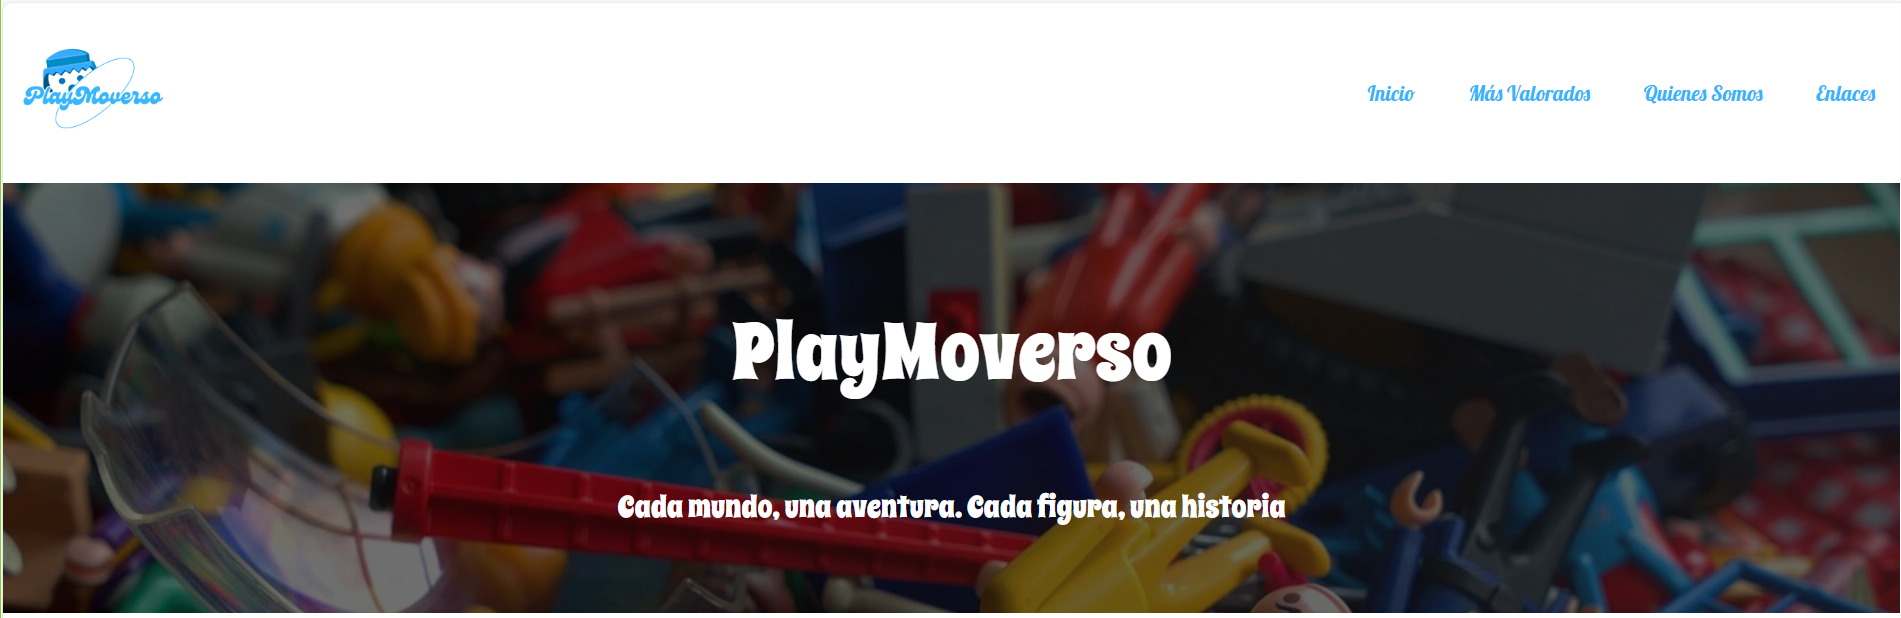 PlayMoverso
Inicio Más Valorados Quienes Somos Enlaces
PlayMoverso
Cada mundo, una aventura. Cada figura, una historia